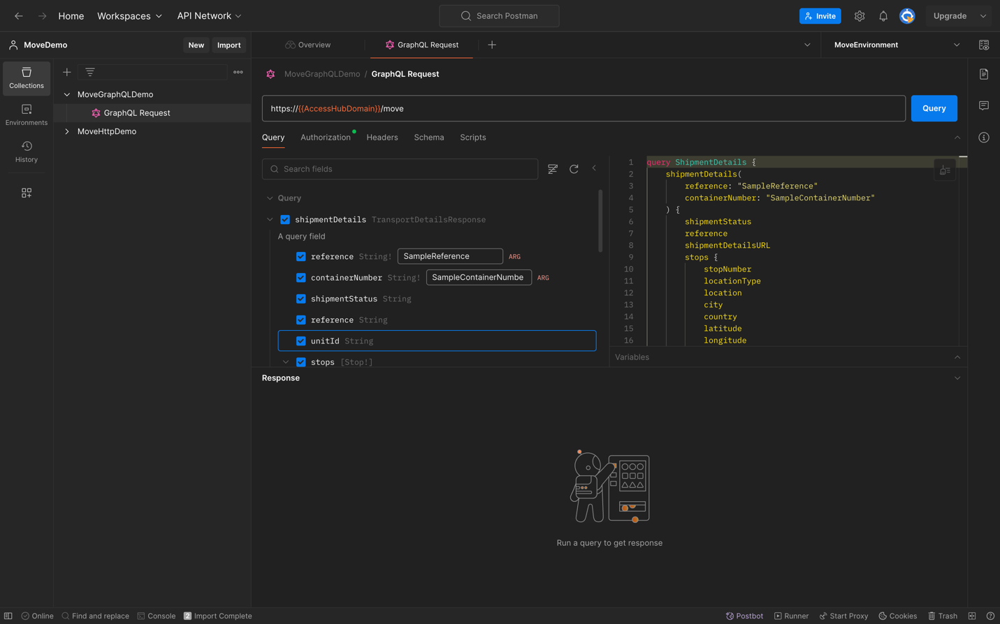 Home Workspaces API Network Search Postman Invite Upgrade
MoveDemo New Import Overview GraphQL Request MoveEnvironment
Collections
Environments
History
MoveGraphQLDemo
GraphQL Request
MoveHttpDemo
MoveGraphQLDemo / GraphQL Request
https://{{AccessHubDomain}}/move Query
Query Authorization Headers Schema Scripts
Search fields
Query
shipmentDetails TransportDetailsResponse
A query field
reference String! SampleReference ARG
containerNumber String! SampleContainerNumbe ARG
shipmentStatus String
reference String
unitId String
stops [Stop!]
1 query ShipmentDetails {
2 shipmentDetails(
3 reference: "SampleReference"
4 containerNumber: "SampleContainerNumber"
5 ) {
6 shipmentStatus
7 reference
8 shipmentDetailsURL
9 stops {
10 stopNumber
11 locationType
12 location
13 city
14 country
15 latitude
16 longitude
Variables
Response
Run a query to get response
Online Find and replace Console 2 Import Complete Postbot Runner Start Proxy Cookies Trash